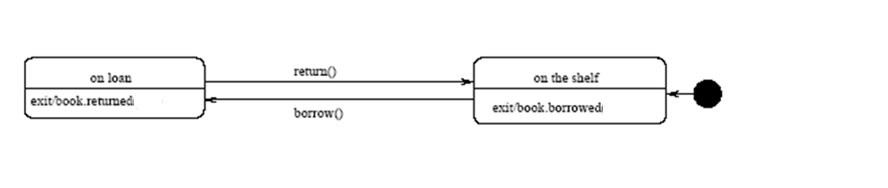 on loan
exit/book.returned/
return()
borrow()
on the shelf
exit/book.borrowed/